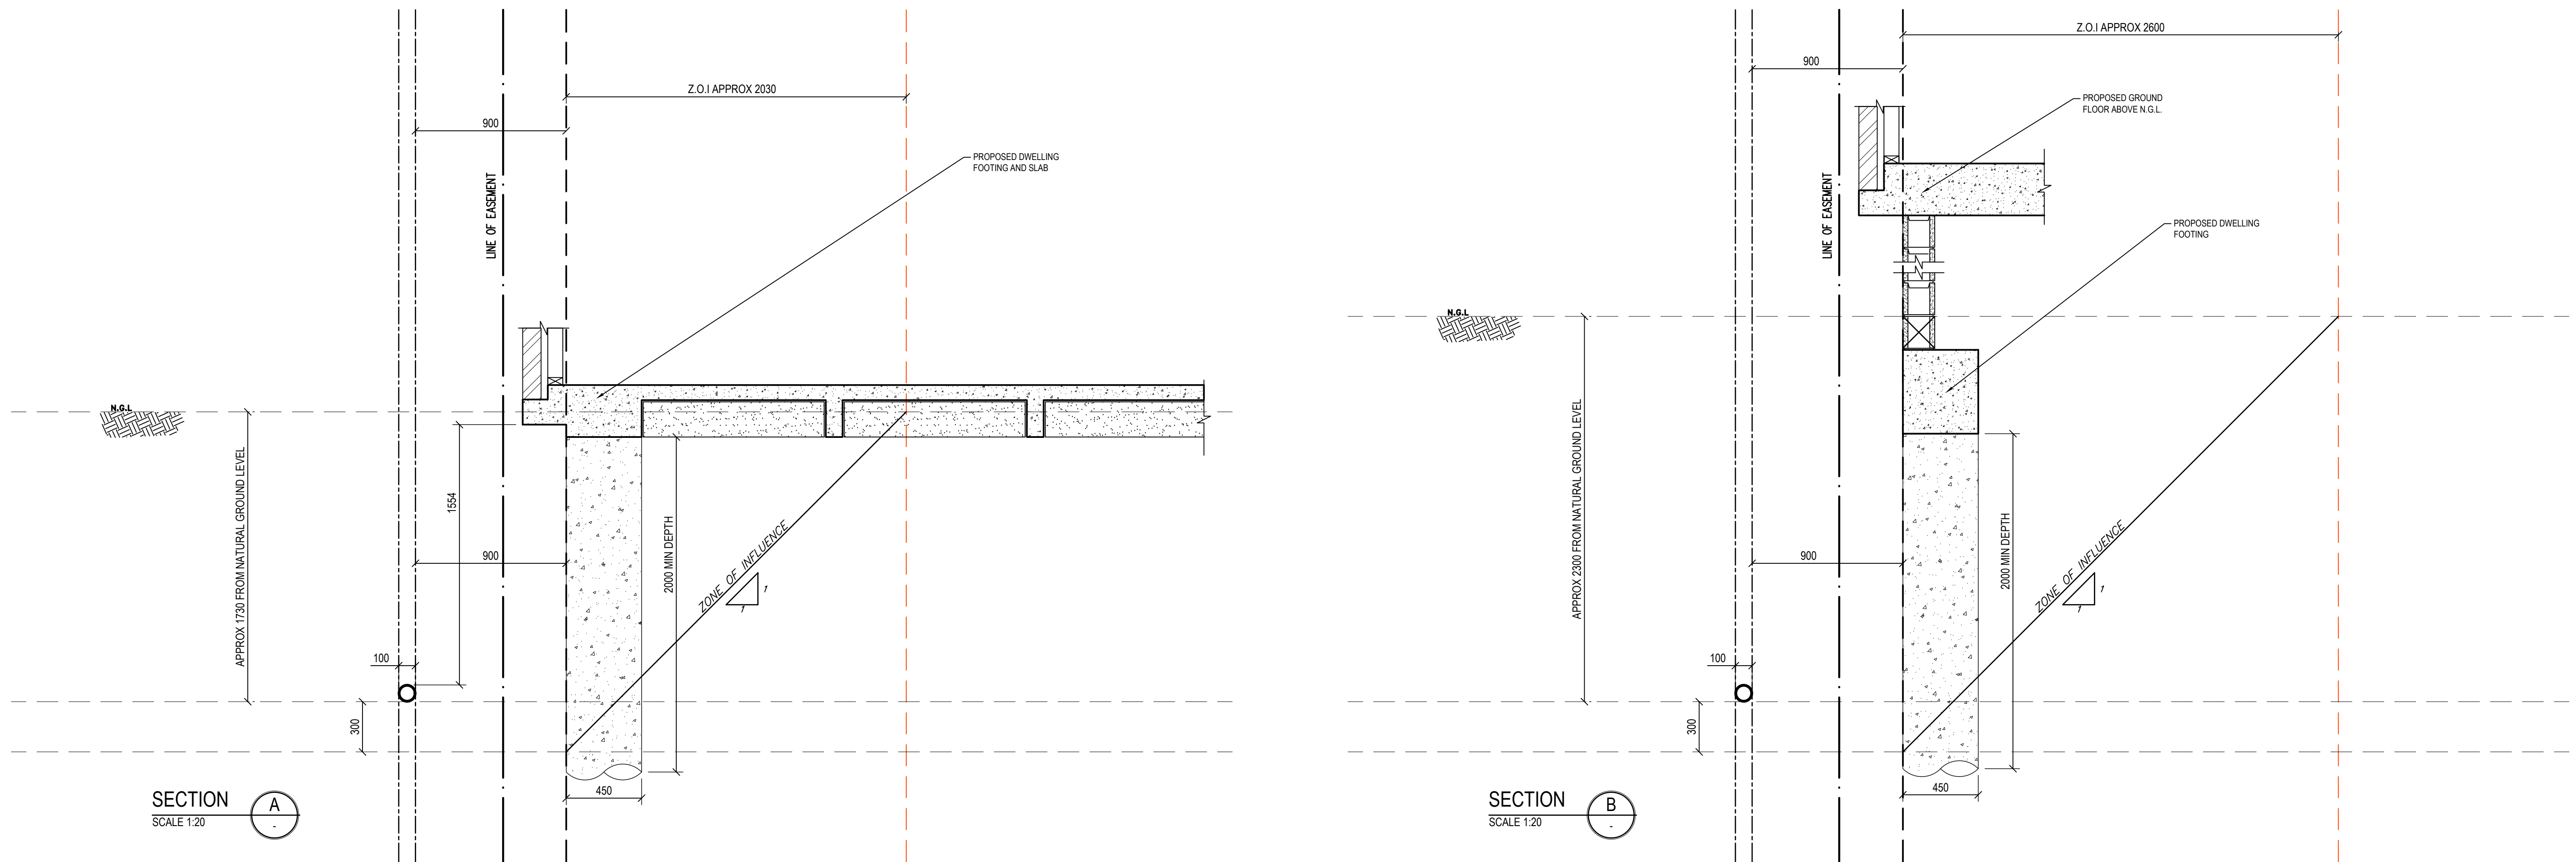 Z.O.I APPROX 2030
900
PROPOSED DWELLING
FOOTING AND SLAB
LINE OF EASEMENT
N.G.L
APPROX 1730 FROM NATURAL GROUND LEVEL
1554
900
2000 MIN DEPTH
ZONE OF INFLUENCE
1
1
100
300
450
SECTION
A
SCALE 1:20
-
Z.O.I APPROX 2600
900
PROPOSED GROUND
FLOOR ABOVE N.G.L.
LINE OF EASEMENT
PROPOSED DWELLING
FOOTING
N.G.L
APPROX 2300 FROM NATURAL GROUND LEVEL
900
2000 MIN DEPTH
ZONE OF INFLUENCE
1
1
100
300
450
SECTION
B
SCALE 1:20
-